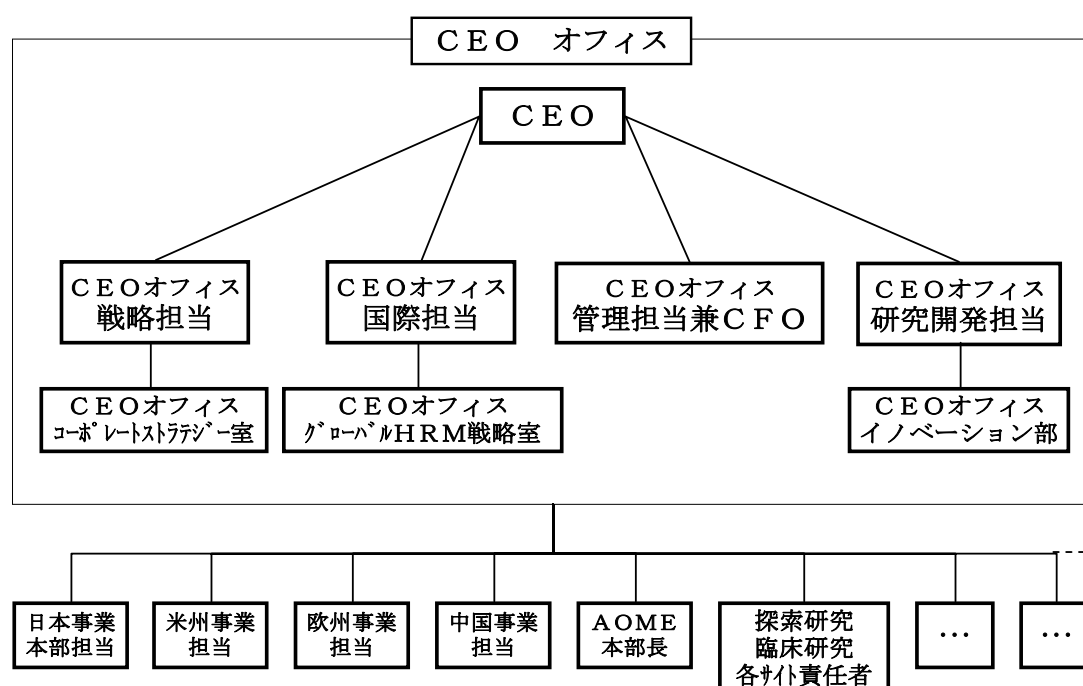 ＣＥＯ　オフィス
ＣＥＯ
ＣＥＯオフィス
戦略担当
ＣＥＯオフィス
国際担当
ＣＥＯオフィス
管理担当兼ＣＦＯ
ＣＥＯオフィス
研究開発担当
ＣＥＯオフィス
ｺｰﾎﾟﾚｰﾄｽﾄﾗﾃｼﾞｰ室
ＣＥＯオフィス
ｸﾞﾛｰﾊﾞﾙＨＲＭ戦略室
ＣＥＯオフィス
イノベーション部
日本事業
本部担当
米州事業
担当
欧州事業
担当
中国事業
担当
ＡＯＭＥ
本部長
探索研究
臨床研究
各ｻｲﾄ責任者
…
…